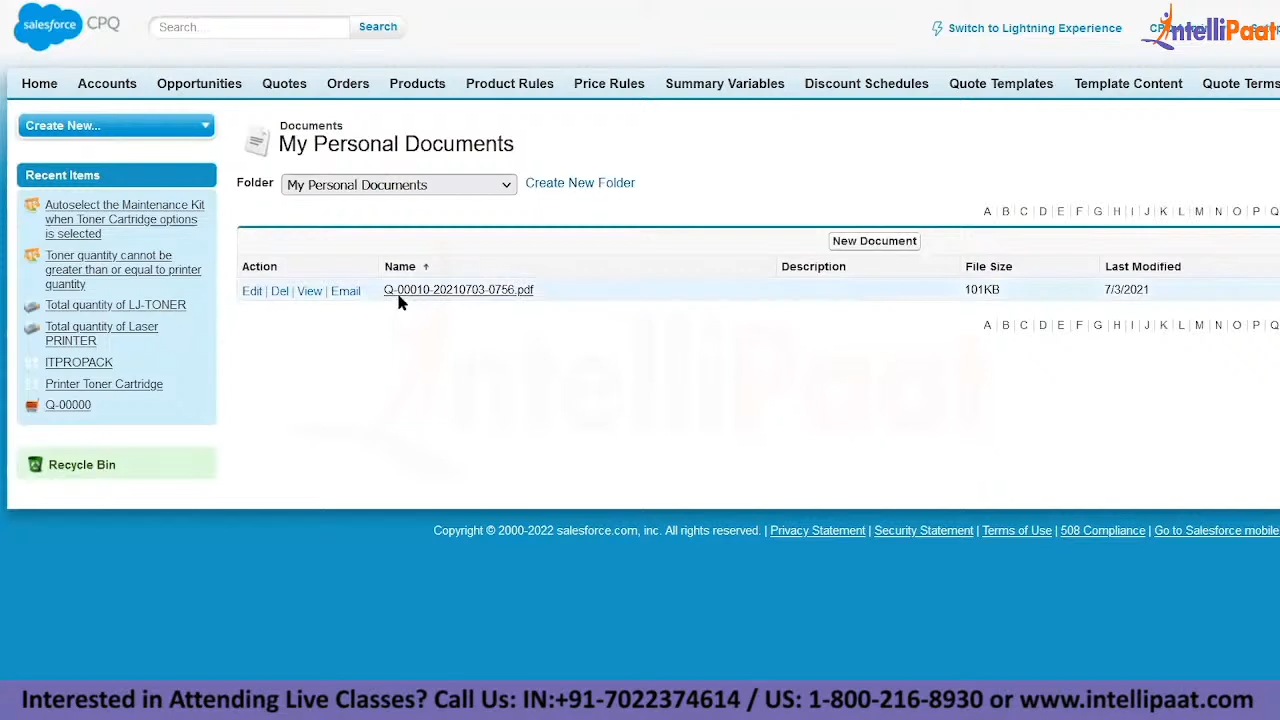 salesforce CPQ
Search...
Search
Switch to Lightning Experience
IntelliPaat
Home Accounts Opportunities Quotes Orders Products Product Rules Price Rules Summary Variables Discount Schedules Quote Templates Template Content Quote Terms
Create New...
Documents
My Personal Documents
Recent Items
Folder My Personal Documents Create New Folder
Autoselect the Maintenance Kit
when Toner Cartridge options
is selected
A | B | C | D | E | F | G | H | I | J | K | L | M | N | O | P | Q
New Document
Toner quantity cannot be
greater than or equal to printer
quantity
Action Name Description File Size Last Modified
Edit | Del | View | Email Q-00010-20210703-0756.pdf 101KB 7/3/2021
Total quantity of LJ-TONER
Total quantity of Laser
PRINTER
A | B | C | D | E | F | G | H | I | J | K | L | M | N | O | P | Q
ITPROPACK
Printer Toner Cartridge
Q-00000
IntelliPaat
Recycle Bin
Copyright © 2000-2022 salesforce.com, inc. All rights reserved. | Privacy Statement | Security Statement | Terms of Use | 508 Compliance | Go to Salesforce mobile
Interested in Attending Live Classes? Call Us: IN:+91-7022374614 / US: 1-800-216-8930 or www.intellipaat.com